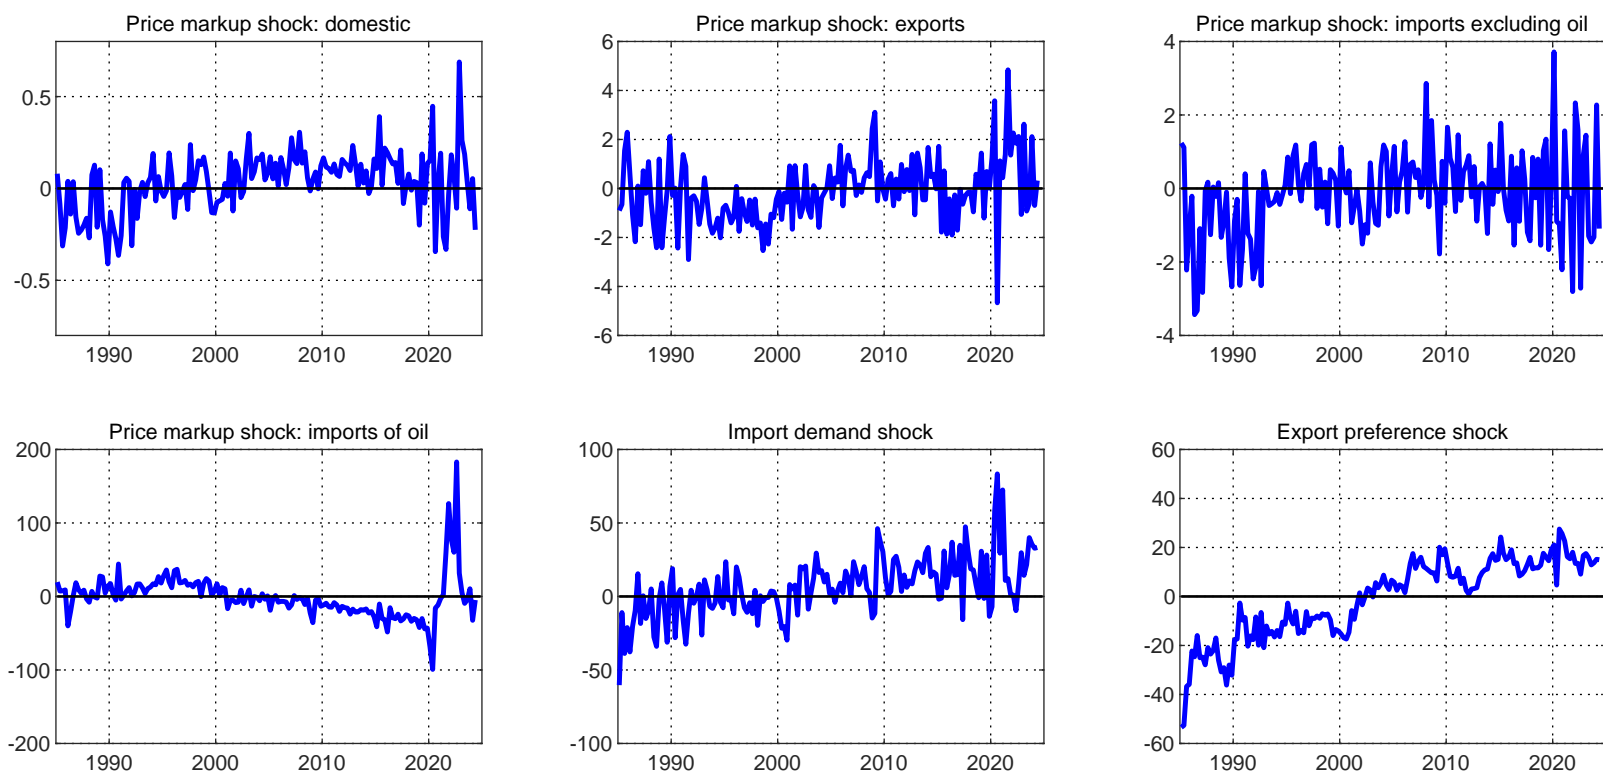 Price markup shock: domestic
0.5
0
-0.5
1990 2000 2010 2020
Price markup shock: exports
6
4
2
0
-2
-4
-6
1990 2000 2010 2020
Price markup shock: imports excluding oil
4
2
0
-2
-4
1990 2000 2010 2020
Price markup shock: imports of oil
200
100
0
-100
-200
1990 2000 2010 2020
Import demand shock
100
50
0
-50
-100
1990 2000 2010 2020
Export preference shock
60
40
20
0
-20
-40
-60
1990 2000 2010 2020